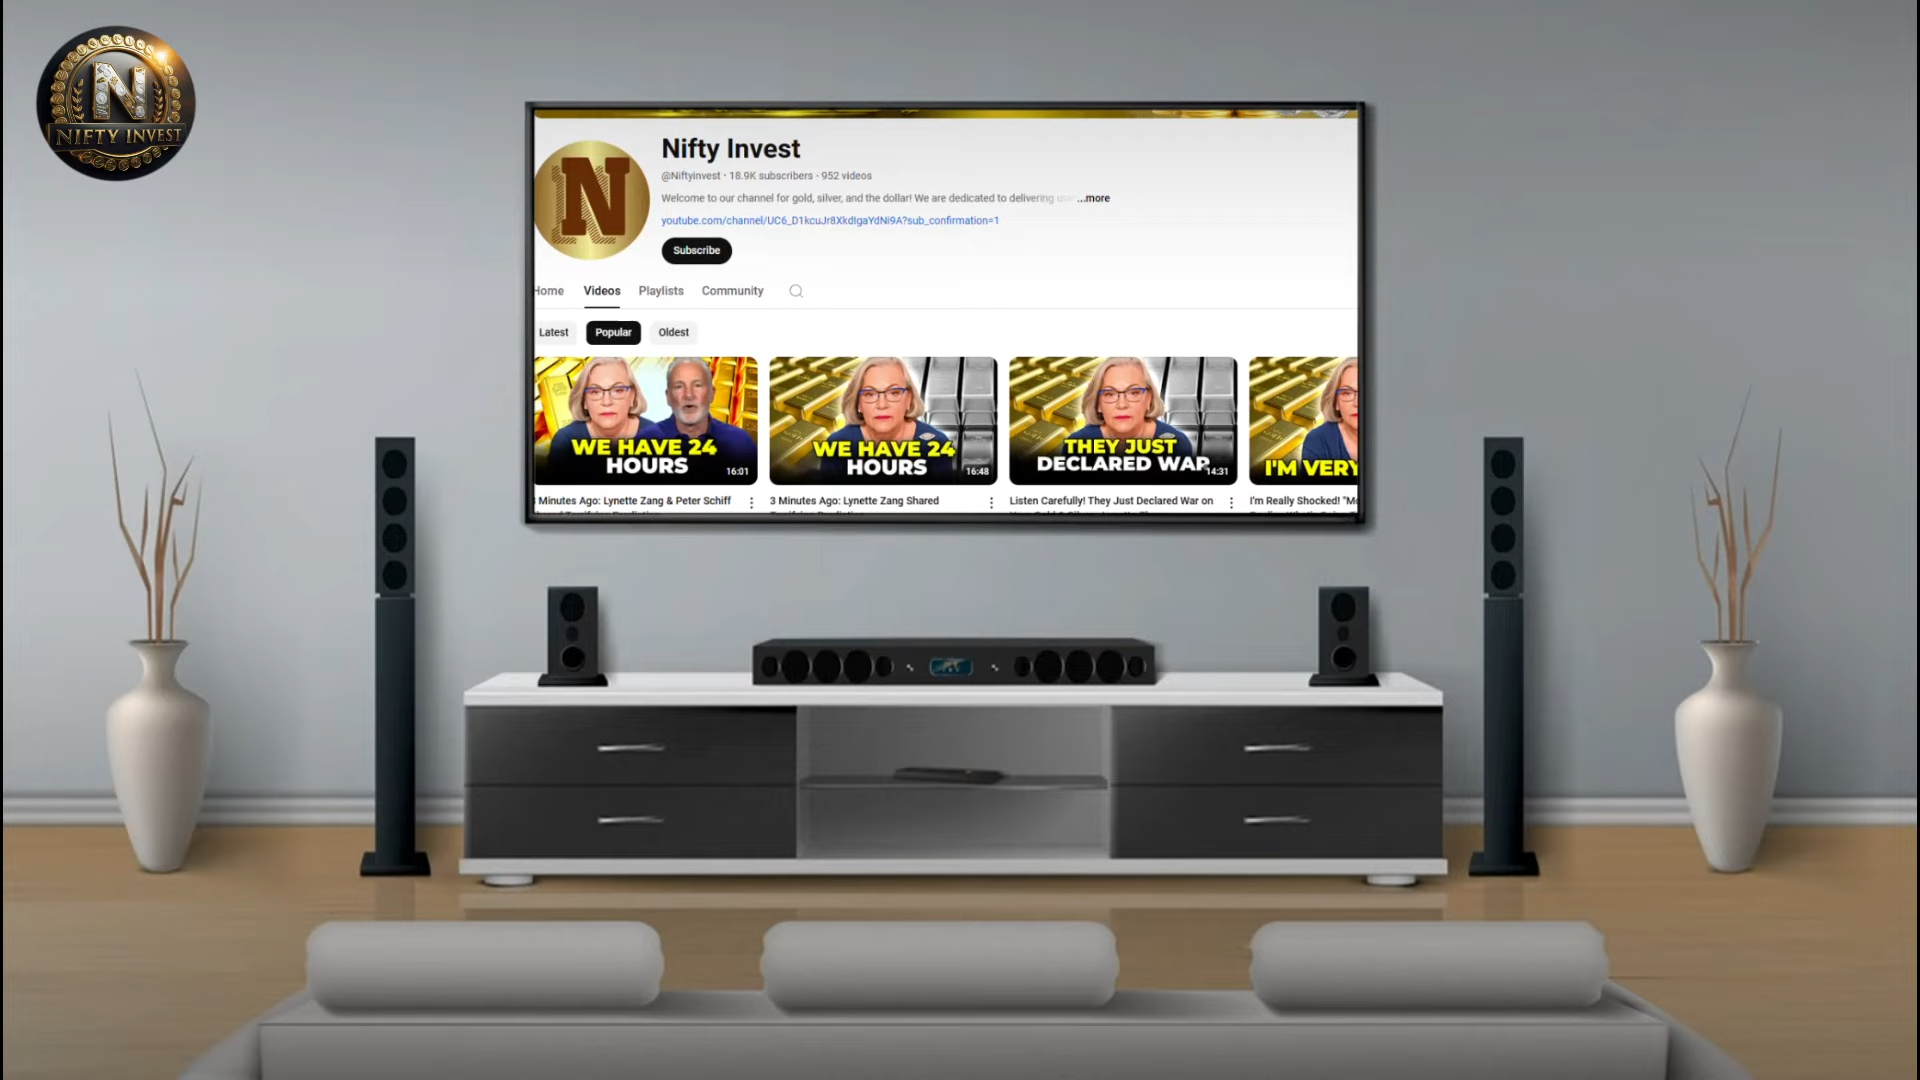 N
NIFTY INVEST
N
Nifty Invest
@Niftyinvest · 18.9K subscribers · 952 videos
Welcome to our channel for gold, silver, and the dollar! We are dedicated to delivering ...more
youtube.com/channel/UC6_D1kcuJr8XkdIgaYdNi9A?sub_confirmation=1
Subscribe
Home Videos Playlists Community
Latest Popular Oldest
WE HAVE 24
HOURS
16:01
WE HAVE 24
HOURS
16:48
THEY JUST
DECLARED WAR
14:31
I'M VERY
Minutes Ago: Lynette Zang & Peter Schiff
3 Minutes Ago: Lynette Zang Shared
Listen Carefully! They Just Declared War on
I'm Really Shocked!